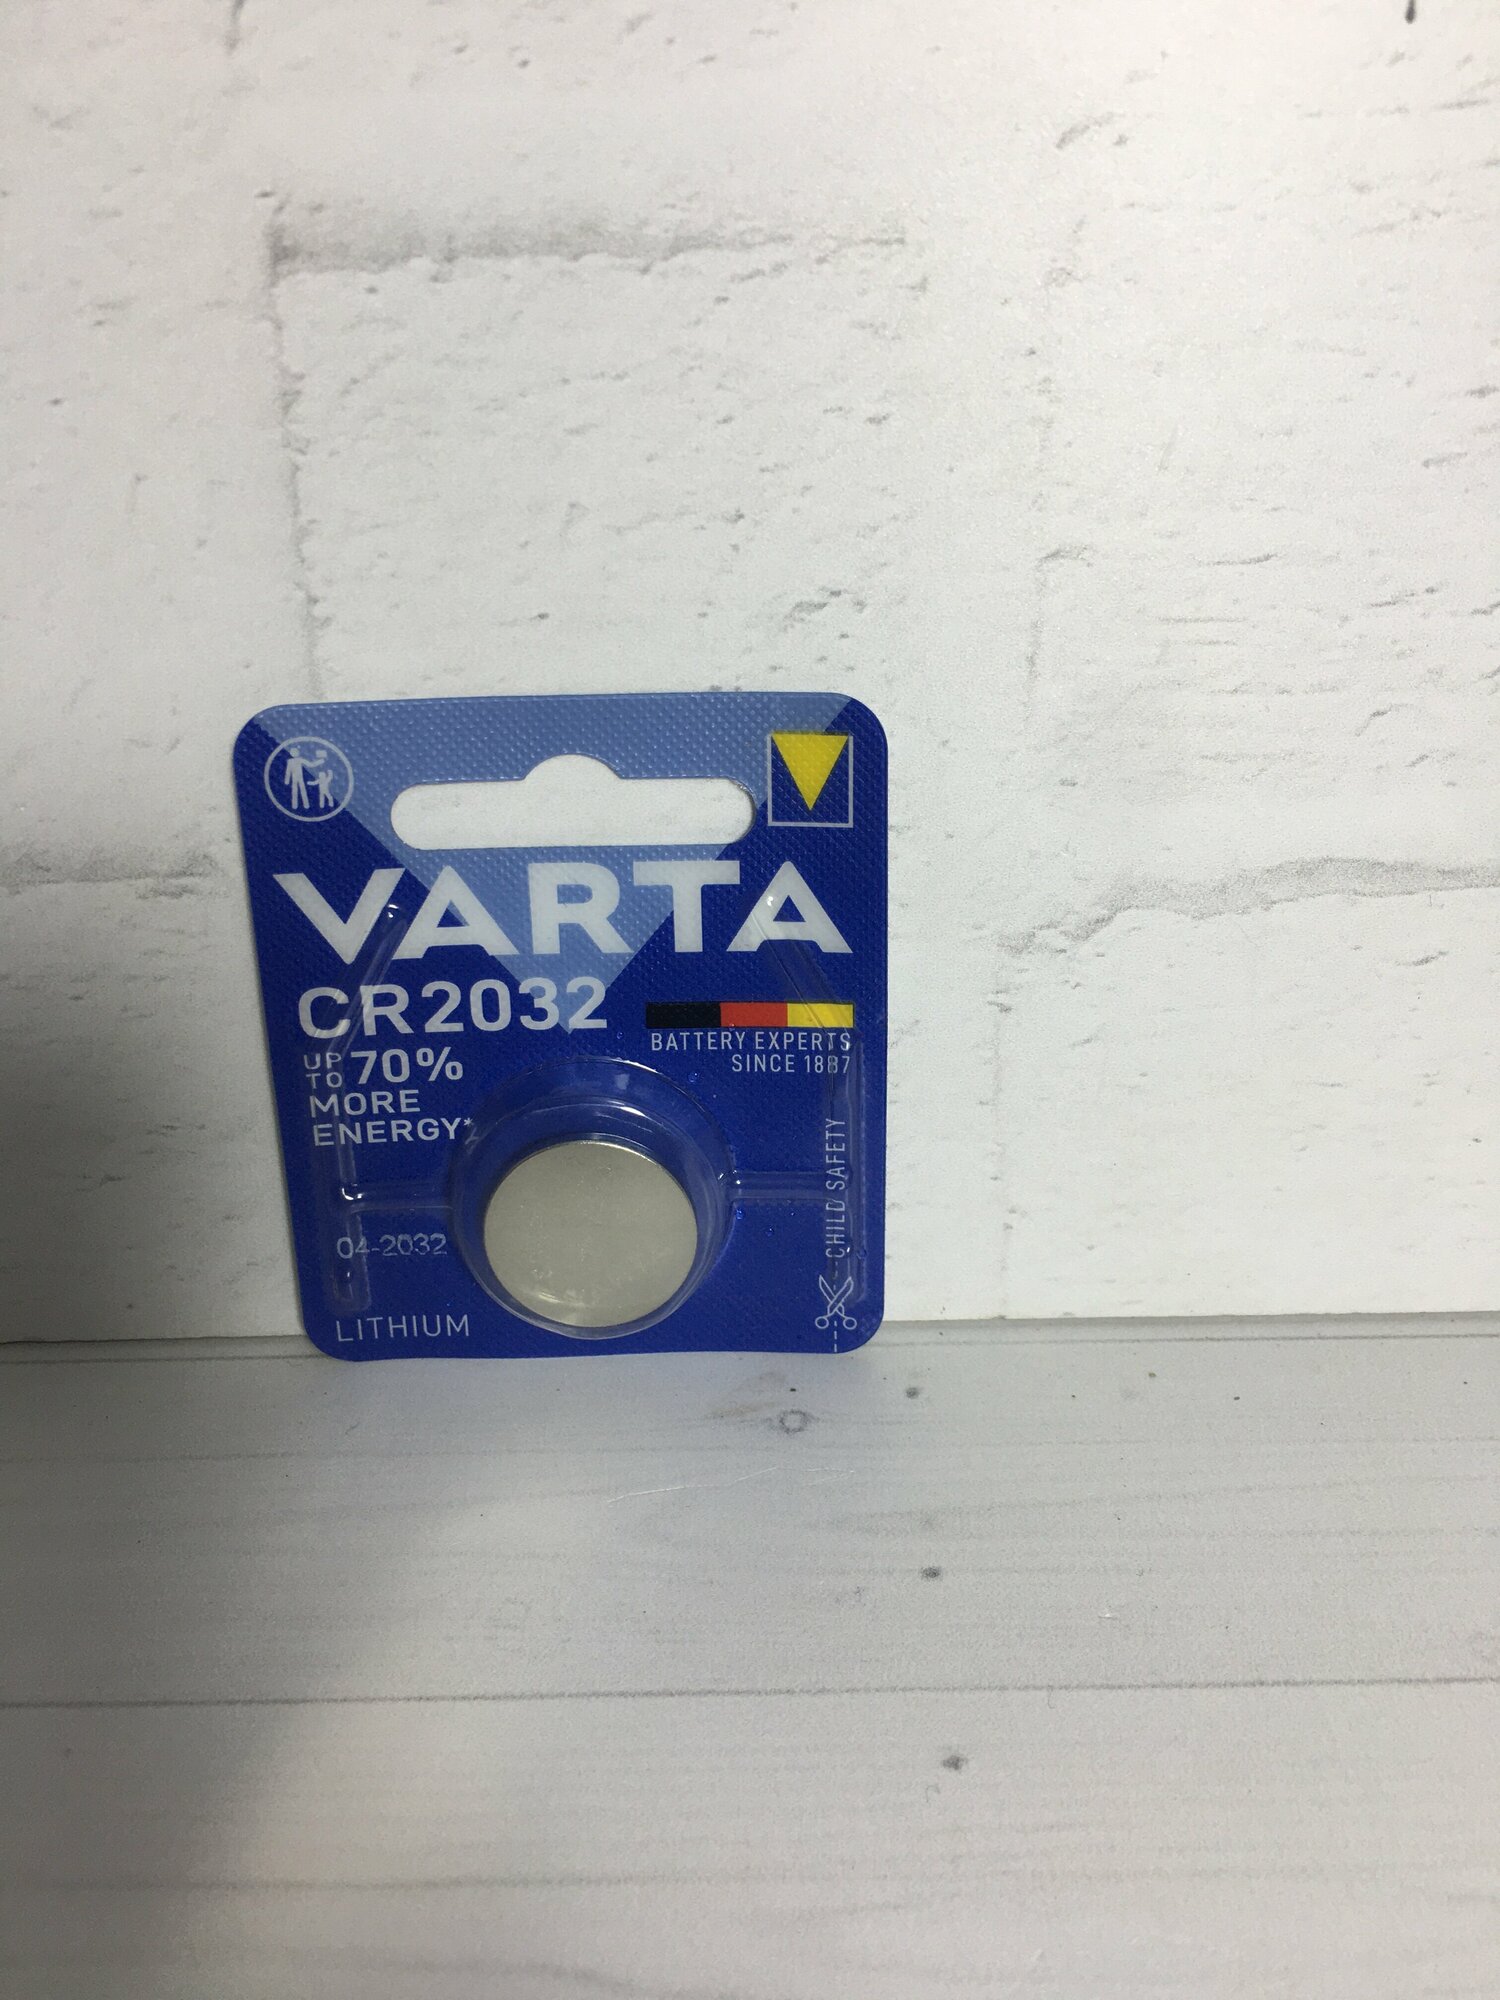 VARTA
CR2032
UP TO 70%
MORE
ENERGY*
BATTERY EXPERTS
SINCE 1887
CHILD SAFETY
04-2032
LITHIUM